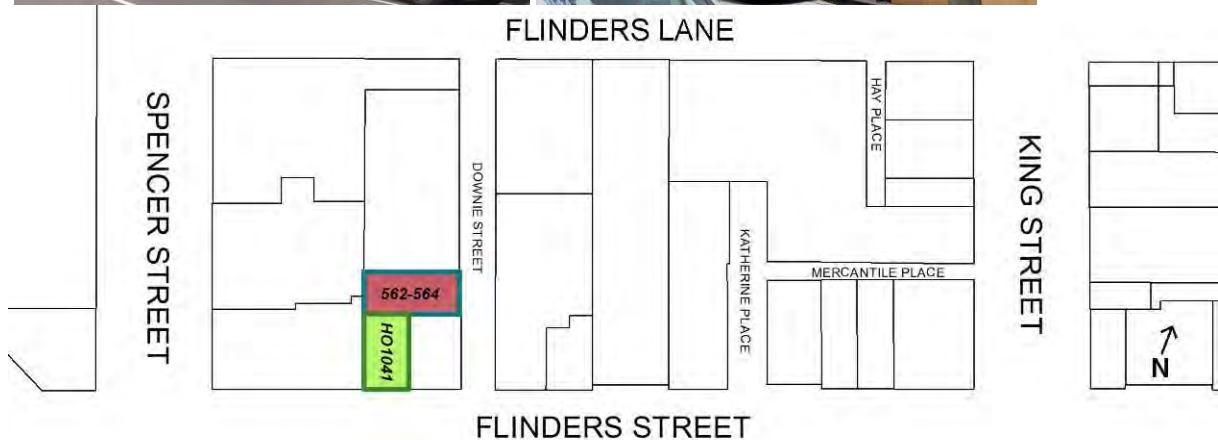 FLINDERS LANE
SPENCER STREET
DOWNIE STREET
HAY PLACE
KING STREET
KATHERINE PLACE
MERCANTILE PLACE
562-564
HO1041
N
FLINDERS STREET